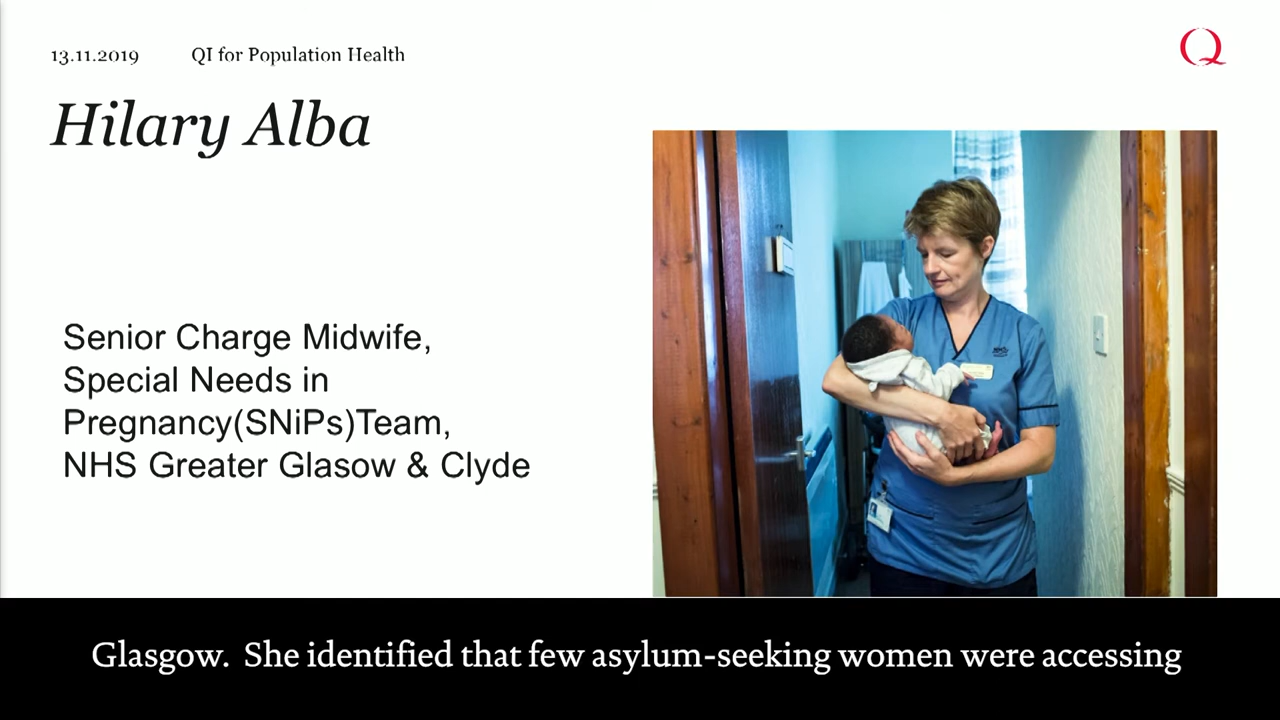 13.11.2019 QI for Population Health
Q
Hilary Alba
Senior Charge Midwife,
Special Needs in
Pregnancy(SNiPs)Team,
NHS Greater Glasow & Clyde
Glasgow. She identified that few asylum-seeking women were accessing